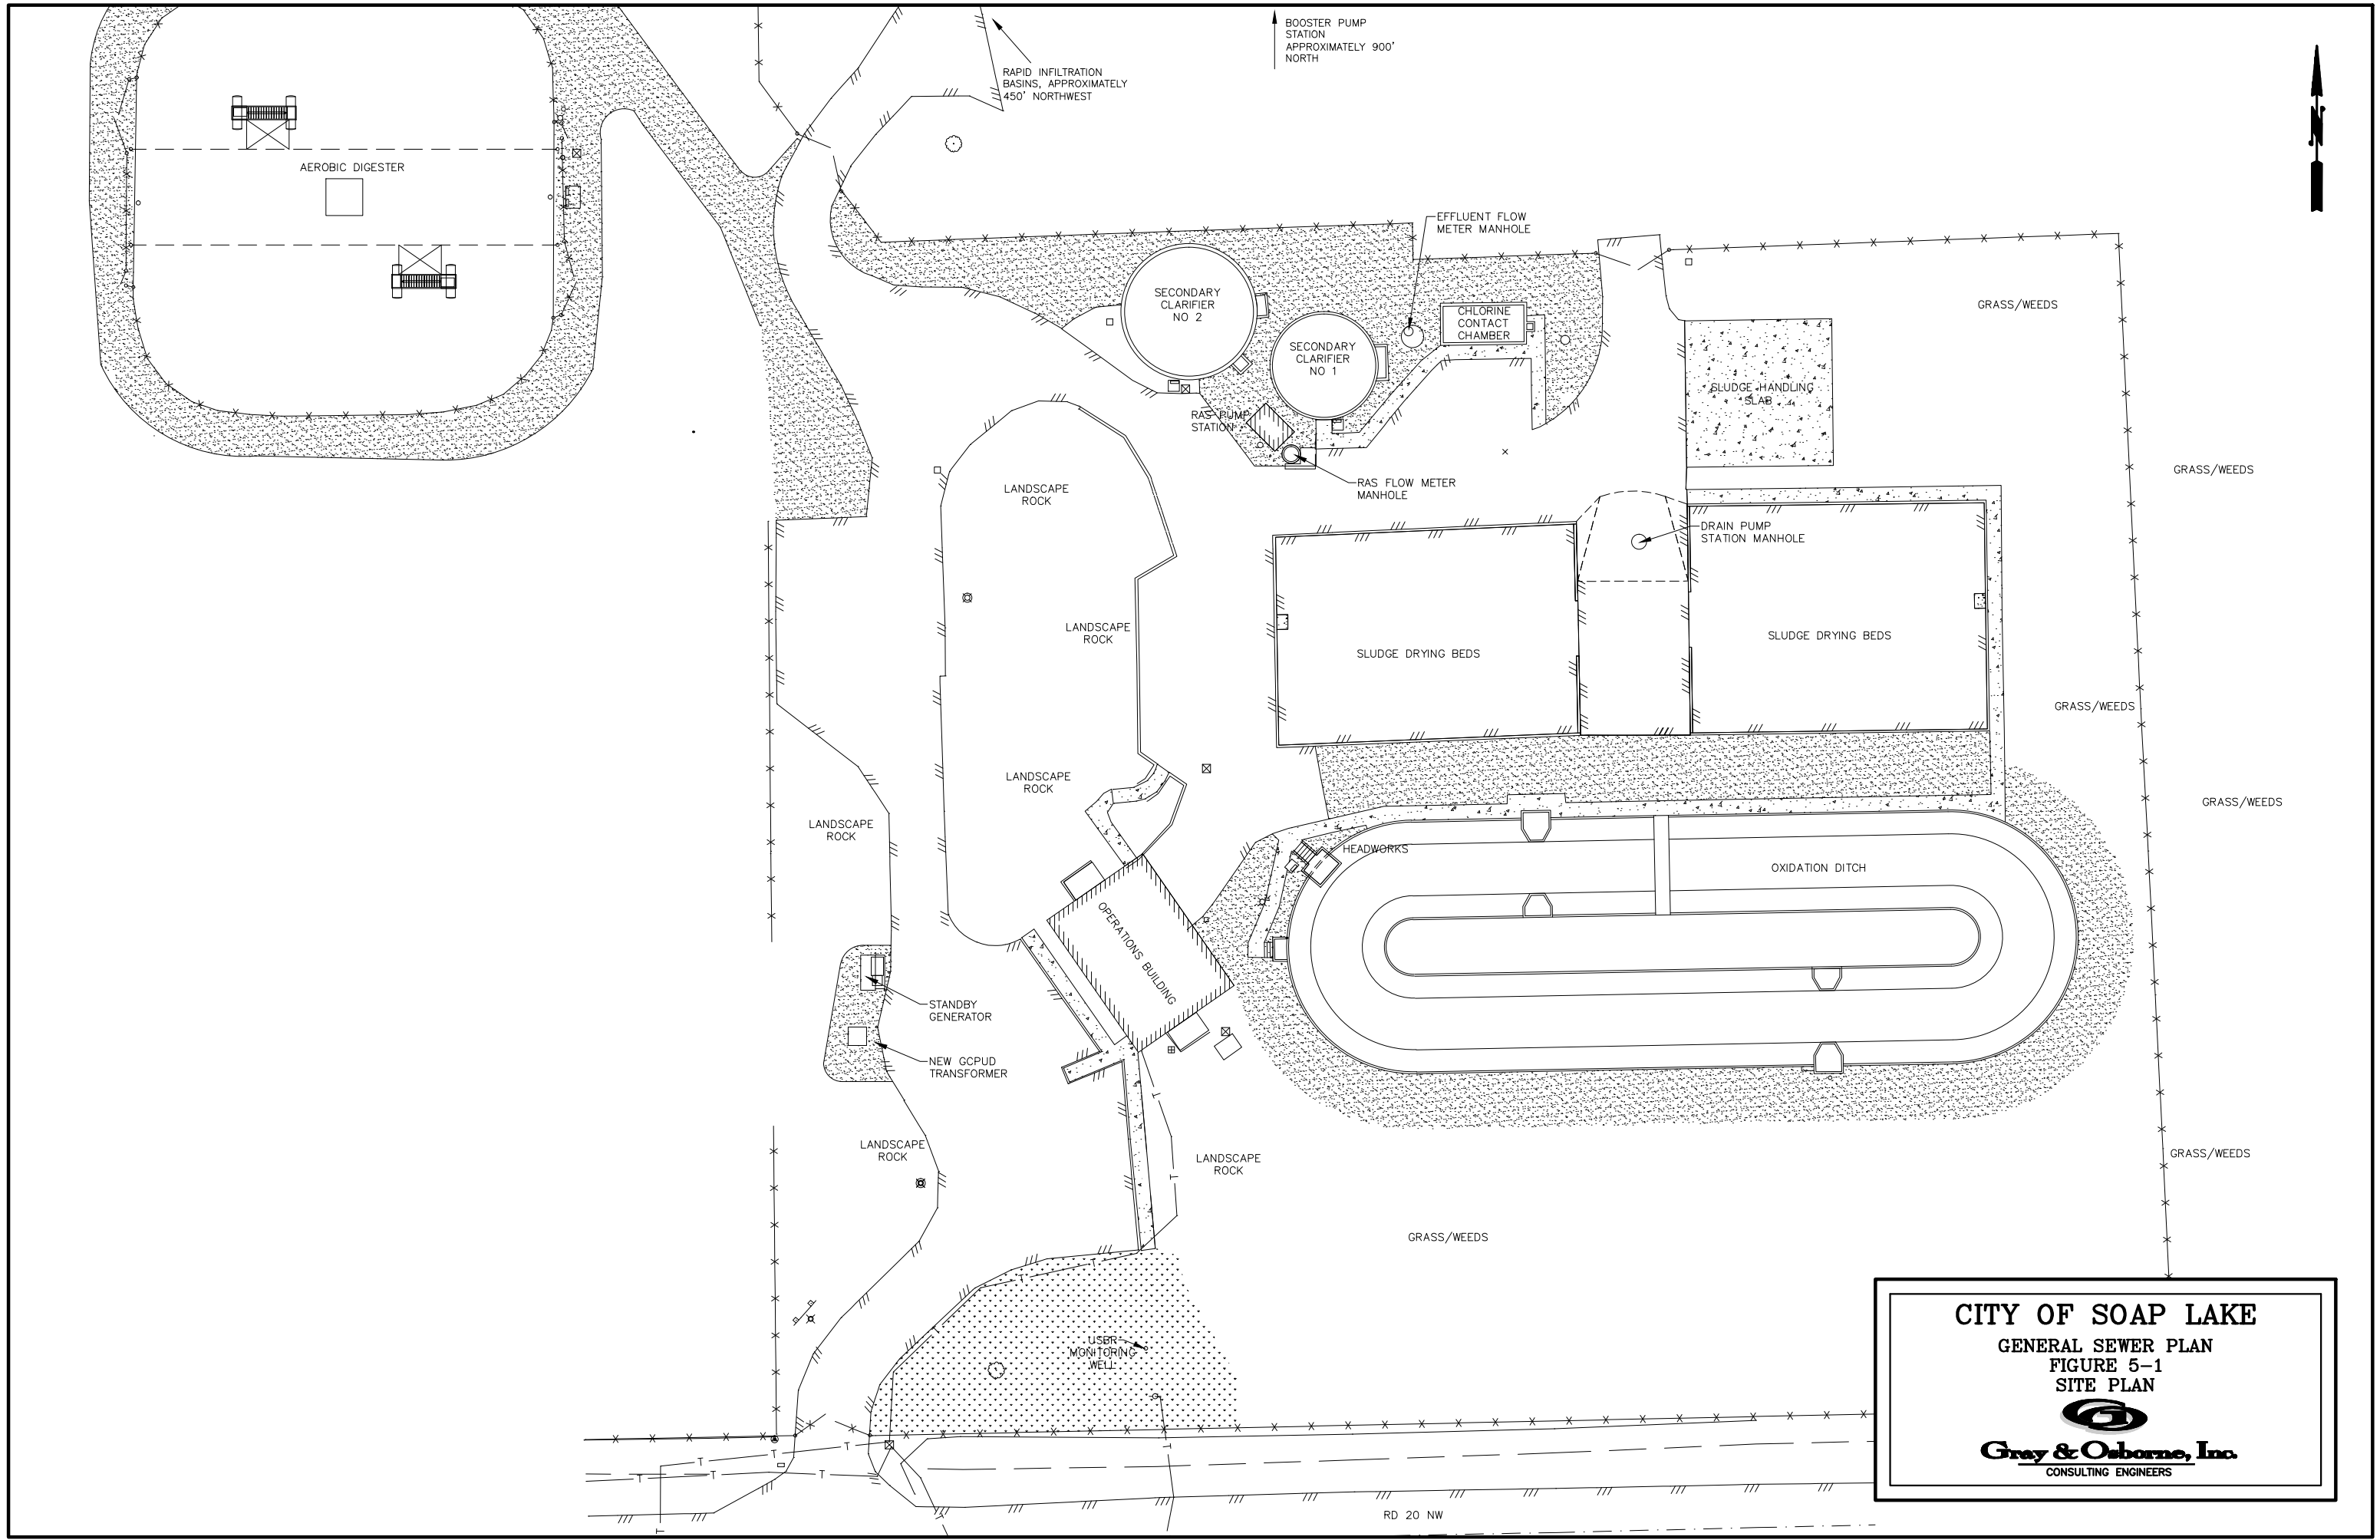 BOOSTER PUMP
STATION
APPROXIMATELY 900'
NORTH
RAPID INFILTRATION
BASINS, APPROXIMATELY
450' NORTHWEST
N
AEROBIC DIGESTER
EFFLUENT FLOW
METER MANHOLE
SECONDARY
CLARIFIER
NO 2
CHLORINE
CONTACT
CHAMBER
GRASS/WEEDS
SECONDARY
CLARIFIER
NO 1
SLUDGE HANDLING
SLAB
RAS PUMP
STATION
GRASS/WEEDS
RAS FLOW METER
MANHOLE
LANDSCAPE
ROCK
DRAIN PUMP
STATION MANHOLE
LANDSCAPE
ROCK
SLUDGE DRYING BEDS
SLUDGE DRYING BEDS
GRASS/WEEDS
LANDSCAPE
ROCK
GRASS/WEEDS
LANDSCAPE
ROCK
HEADWORKS
OXIDATION DITCH
OPERATIONS BUILDING
STANDBY
GENERATOR
NEW GCPUD
TRANSFORMER
LANDSCAPE
ROCK
LANDSCAPE
ROCK
GRASS/WEEDS
GRASS/WEEDS
USBR
MONITORING
WELL
RD 20 NW
CITY OF SOAP LAKE
GENERAL SEWER PLAN
FIGURE 5-1
SITE PLAN
Gray & Osborne, Inc.
CONSULTING ENGINEERS